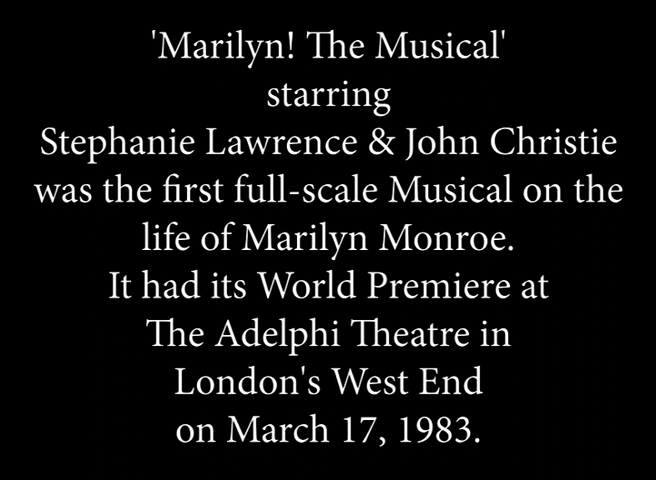 'Marilyn! The Musical'
starring
Stephanie Lawrence & John Christie
was the first full-scale Musical on the
life of Marilyn Monroe.
It had its World Premiere at
The Adelphi Theatre in
London's West End
on March 17, 1983.